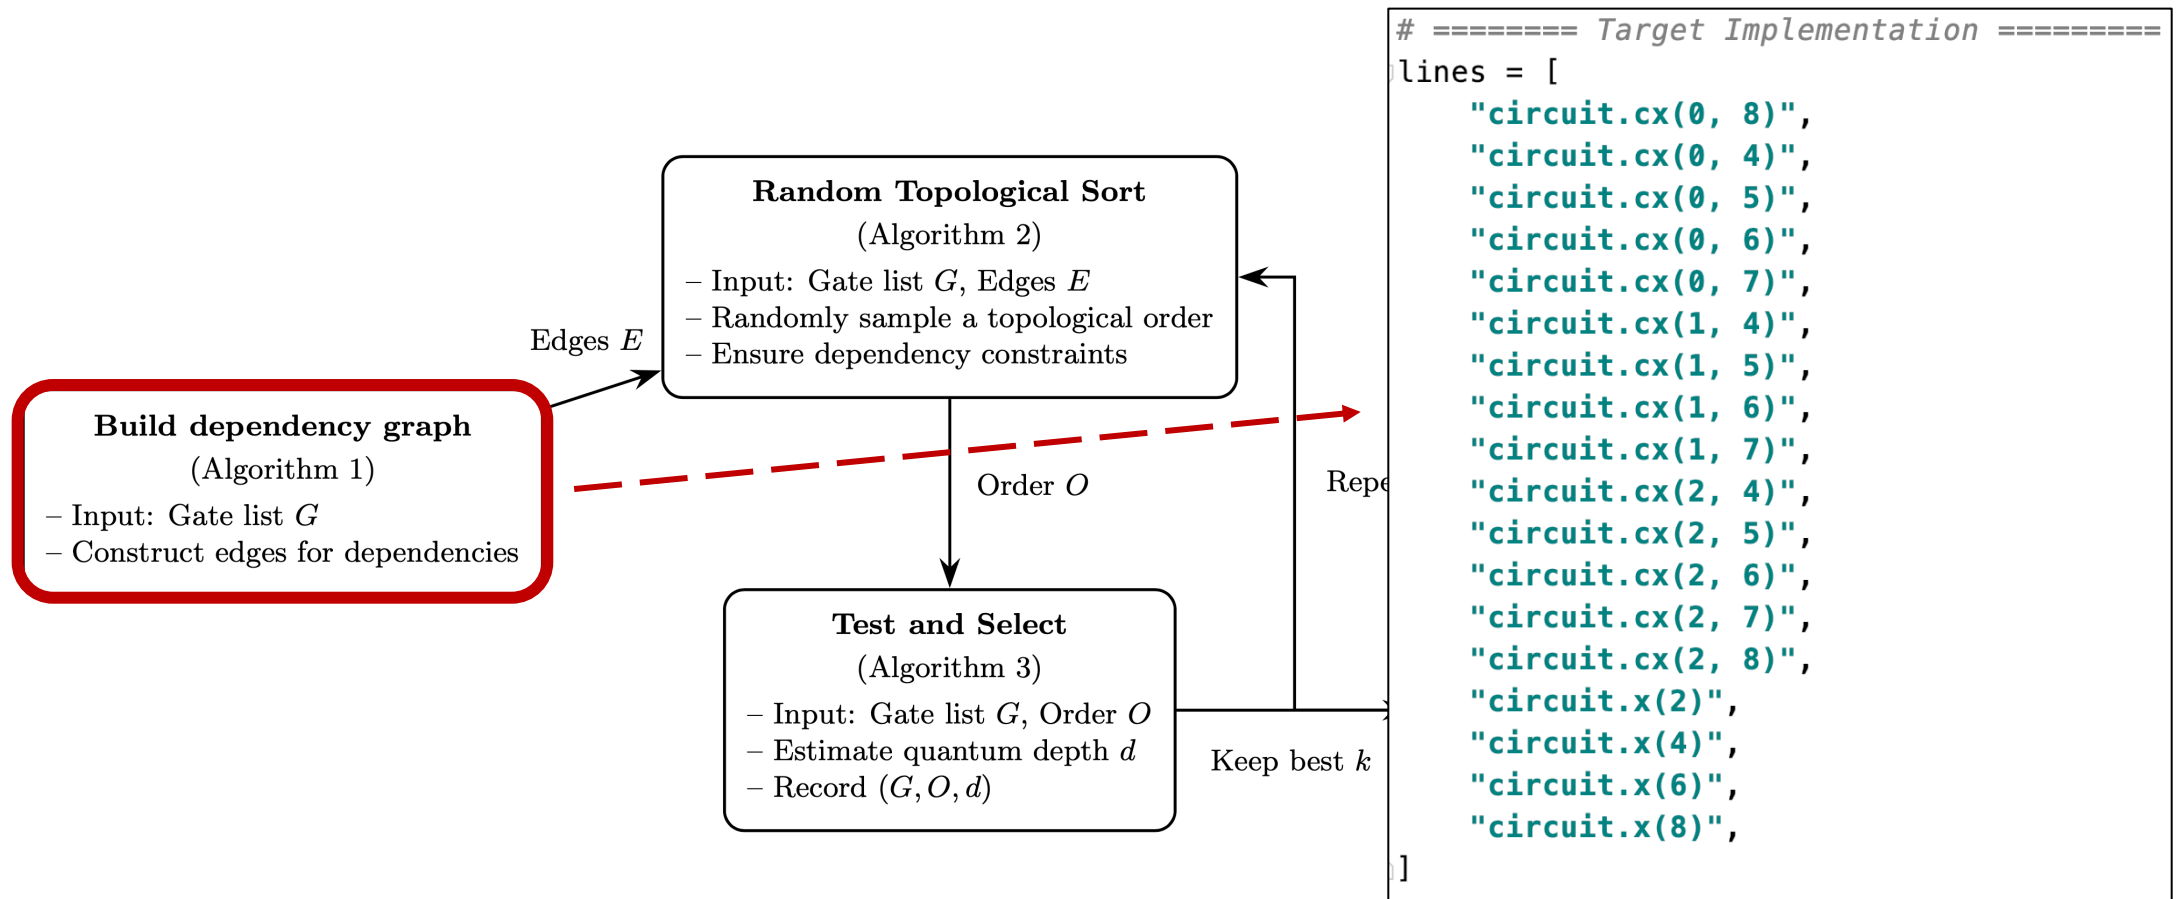 Build dependency graph
(Algorithm 1)
– Input: Gate list G
– Construct edges for dependencies
Edges E
Random Topological Sort
(Algorithm 2)
– Input: Gate list G, Edges E
– Randomly sample a topological order
– Ensure dependency constraints
Order O
Test and Select
(Algorithm 3)
– Input: Gate list G, Order O
– Estimate quantum depth d
– Record (G, O, d)
Repe
Keep best k
# ======== Target Implementation =========
lines = [
"circuit.cx(0, 8)",
"circuit.cx(0, 4)",
"circuit.cx(0, 5)",
"circuit.cx(0, 6)",
"circuit.cx(0, 7)",
"circuit.cx(1, 4)",
"circuit.cx(1, 5)",
"circuit.cx(1, 6)",
"circuit.cx(1, 7)",
"circuit.cx(2, 4)",
"circuit.cx(2, 5)",
"circuit.cx(2, 6)",
"circuit.cx(2, 7)",
"circuit.cx(2, 8)",
"circuit.x(2)",
"circuit.x(4)",
"circuit.x(6)",
"circuit.x(8)",
]